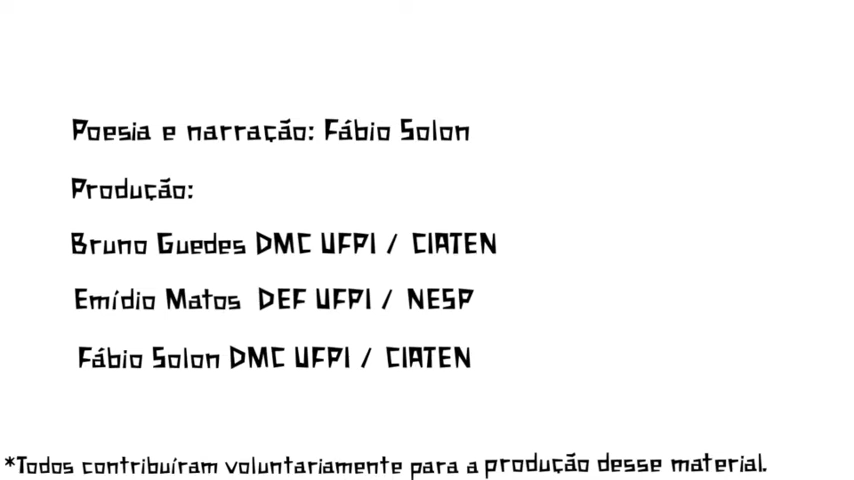 Poesia e narração: Fábio Solon
Produção:
Bruno Guedes DMC UFPI / CIATEN
Emídio Matos DEF UFPI / NESP
Fábio Solon DMC UFPI / CIATEN
*Todos contribuíram voluntariamente para a produção desse material.